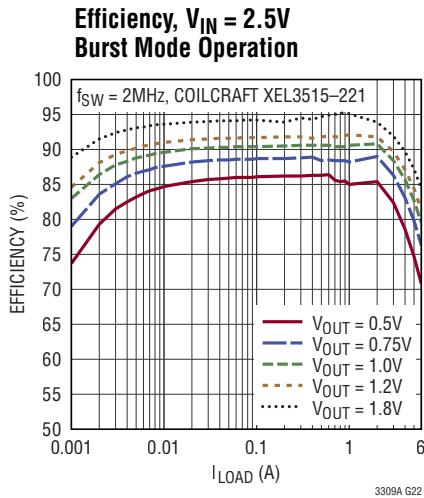 Efficiency, VIN = 2.5V
Burst Mode Operation
fSW = 2MHz, COILCRAFT XEL3515–221
EFFICIENCY (%)
100
95
90
85
80
75
70
65
60
55
50
VOUT = 0.5V
VOUT = 0.75V
VOUT = 1.0V
VOUT = 1.2V
VOUT = 1.8V
0.001 0.01 0.1 1 6
ILOAD (A)
3309A G22